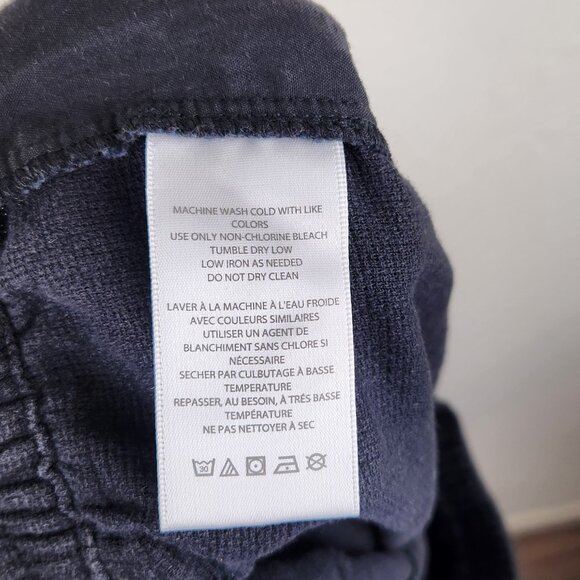 MACHINE WASH COLD WITH LIKE
COLORS
USE ONLY NON-CHLORINE BLEACH
TUMBLE DRY LOW
LOW IRON AS NEEDED
DO NOT DRY CLEAN
LAVER À LA MACHINE À L'EAU FROIDE
AVEC COULEURS SIMILAIRES
UTILISER UN AGENT DE
BLANCHIMENT SANS CHLORE SI
NÉCESSAIRE
SECHER PAR CULBUTAGE À BASSE
TEMPERATURE
REPASSER, AU BESOIN, À TRÉS BASSE
TEMPÉRATURE
NE PAS NETTOYER À SEC
30